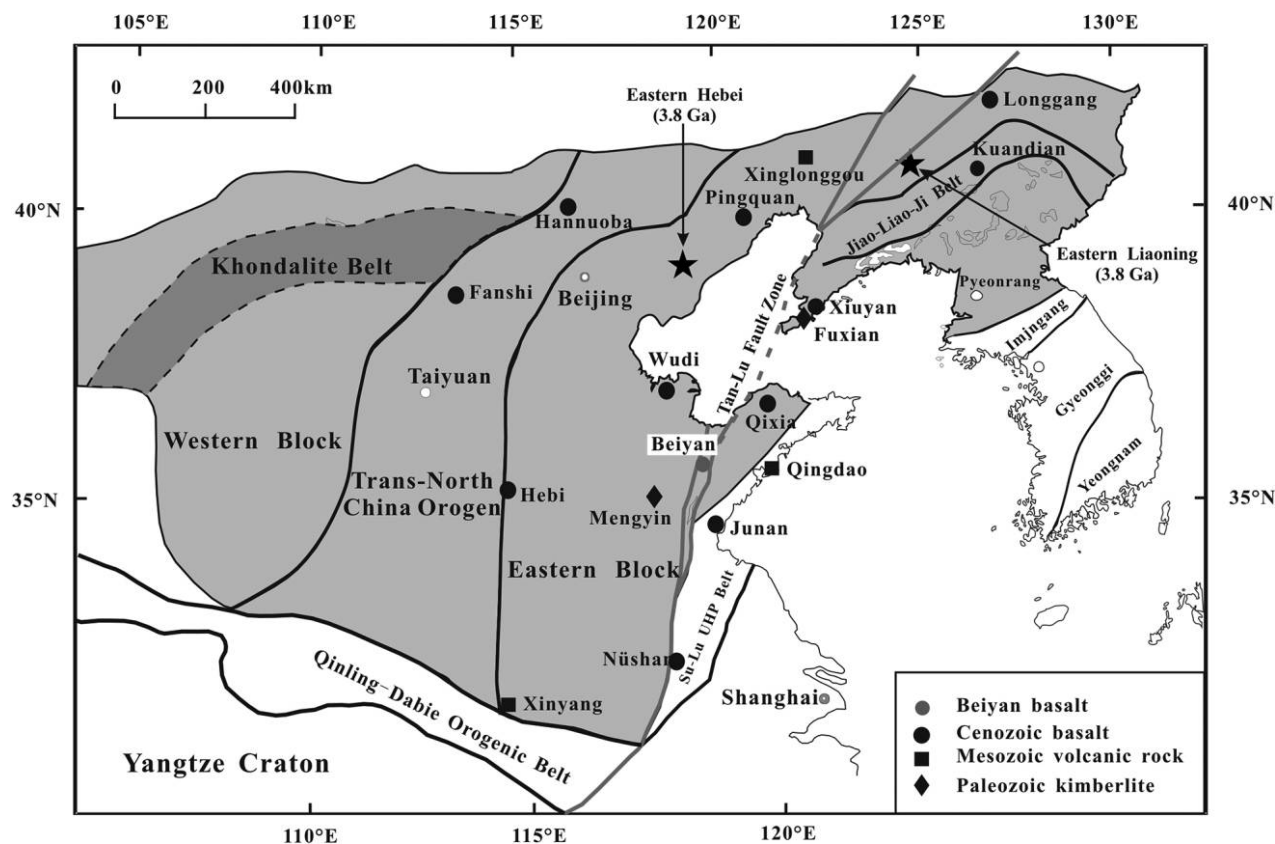 105°E
110°E
115°E
120°E
125°E
130°E
0
200
400km
Eastern Hebei
(3.8 Ga)
Longgang
Xinglonggou
Kuandian
Pingquan
40°N
40°N
Hannuoba
Jiao-Liao-Ji Belt
Khondalite Belt
Eastern Liaoning
(3.8 Ga)
Fanshi
Beijing
Pyeonrang
Xiuyan
Fuxian
Tan-Lu Fault Zone
Imjngang
Wudi
Taiyuan
Gyeonggi
Qixia
Western Block
Beiyan
Qingdao
Yeongnam
Trans-North
China Orogen
Hebi
Mengyin
35°N
35°N
Junan
Eastern Block
Su-Lu UHP Belt
Nüshan
Qinling-Dabie Orogenic Belt
Xinyang
Shanghai
Yangtze Craton
Beiyan basalt
Cenozoic basalt
Mesozoic volcanic rock
Paleozoic kimberlite
110°E
115°E
120°E